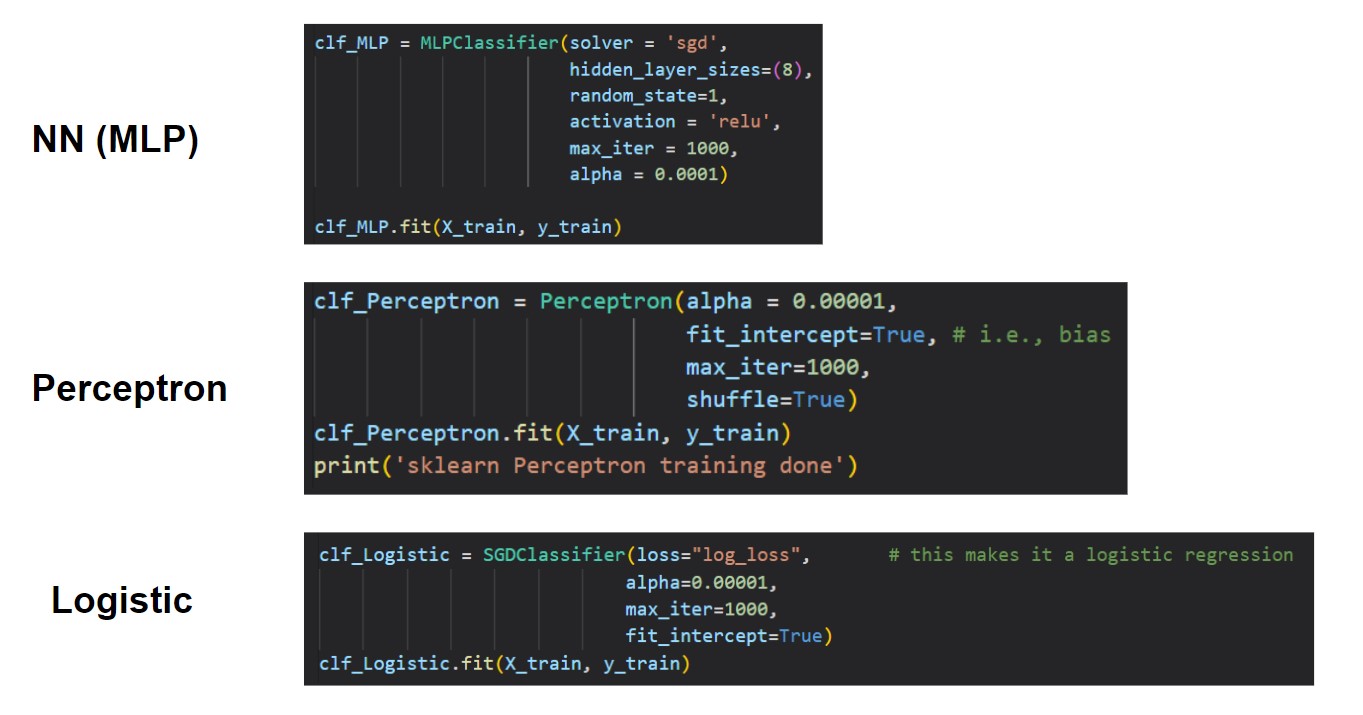 NN (MLP)
clf_MLP = MLPClassifier(solver = 'sgd',
hidden_layer_sizes=(8),
random_state=1,
activation = 'relu',
max_iter = 1000,
alpha = 0.0001)
clf_MLP.fit(X_train, y_train)
Perceptron
clf_Perceptron = Perceptron(alpha = 0.00001,
fit_intercept=True, # i.e., bias
max_iter=1000,
shuffle=True)
clf_Perceptron.fit(X_train, y_train)
print('sklearn Perceptron training done')
Logistic
clf_Logistic = SGDClassifier(loss="log_loss", # this makes it a logistic regression
alpha=0.00001,
max_iter=1000,
fit_intercept=True)
clf_Logistic.fit(X_train, y_train)